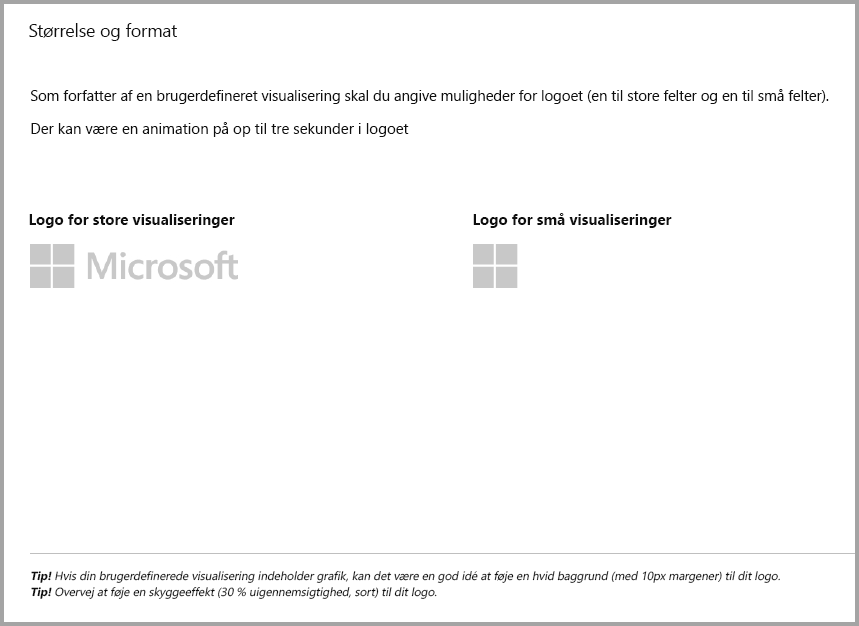 Størrelse og format
Som forfatter af en brugerdefineret visualisering skal du angive muligheder for logoet (en til store felter og en til små felter).
Der kan være en animation på op til tre sekunder i logoet
Logo for store visualiseringer
Logo for små visualiseringer
Microsoft
Tip! Hvis din brugerdefinerede visualisering indeholder grafik, kan det være en god idé at føje en hvid baggrund (med 10px margener) til dit logo.
Tip! Overvej at føje en skyggeeffekt (30 % uigennemsigtighed, sort) til dit logo.